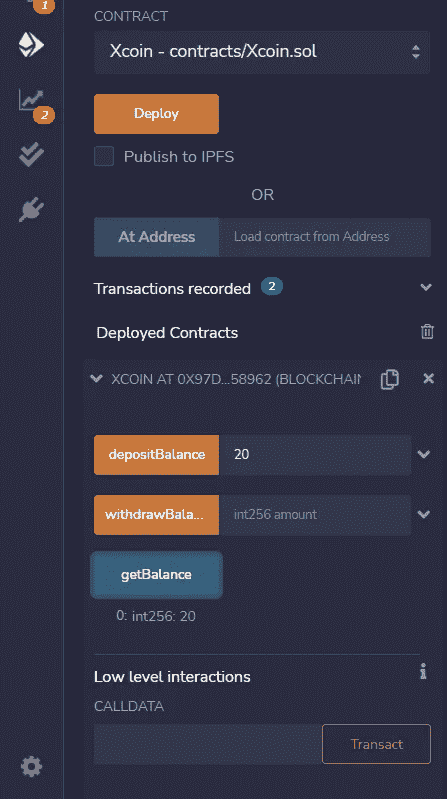 1
CONTRACT
Xcoin - contracts/Xcoin.sol
Deploy
Publish to IPFS
2
OR
At Address Load contract from Address
Transactions recorded 2
Deployed Contracts
XCOIN AT 0X97D...58962 (BLOCKCHAIN
depositBalance 20
withdrawBala... int256 amount
getBalance
0: int256: 20
Low level interactions i
CALLDATA
Transact